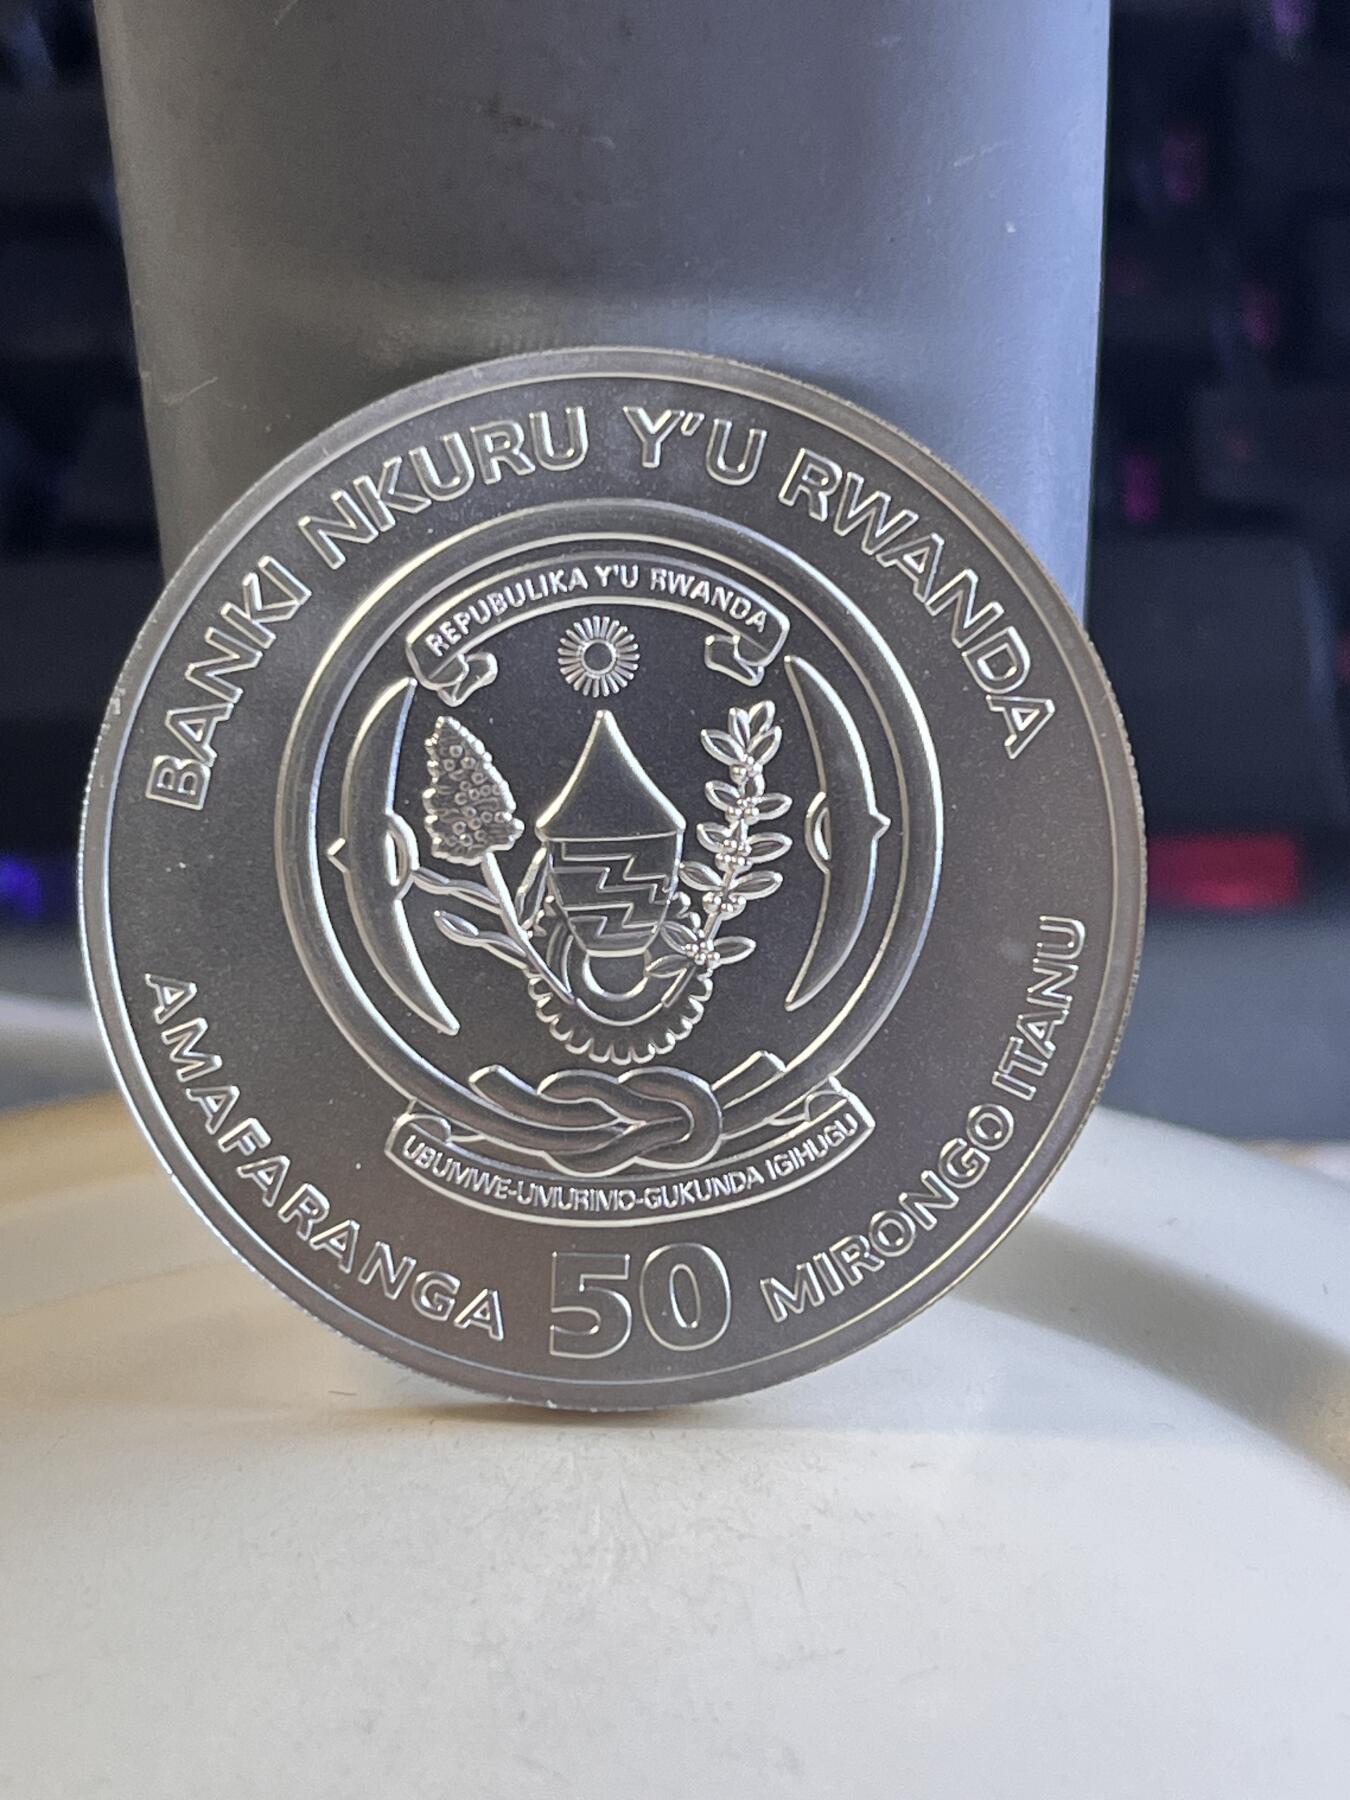 BANKI NKURU Y'U RWANDA
REPUBULIKA Y'U RWANDA
UBUMWE-UMURIMO-GUKUNDA IGIHUGU
AMAFARANGA 50 MIRONGO ITANU